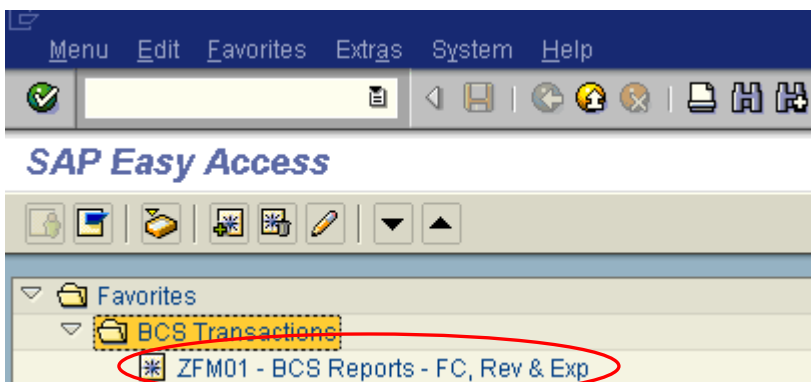 Menu Edit Favorites Extras System Help
SAP Easy Access
Favorites
BCS Transactions
ZFM01 - BCS Reports - FC, Rev & Exp